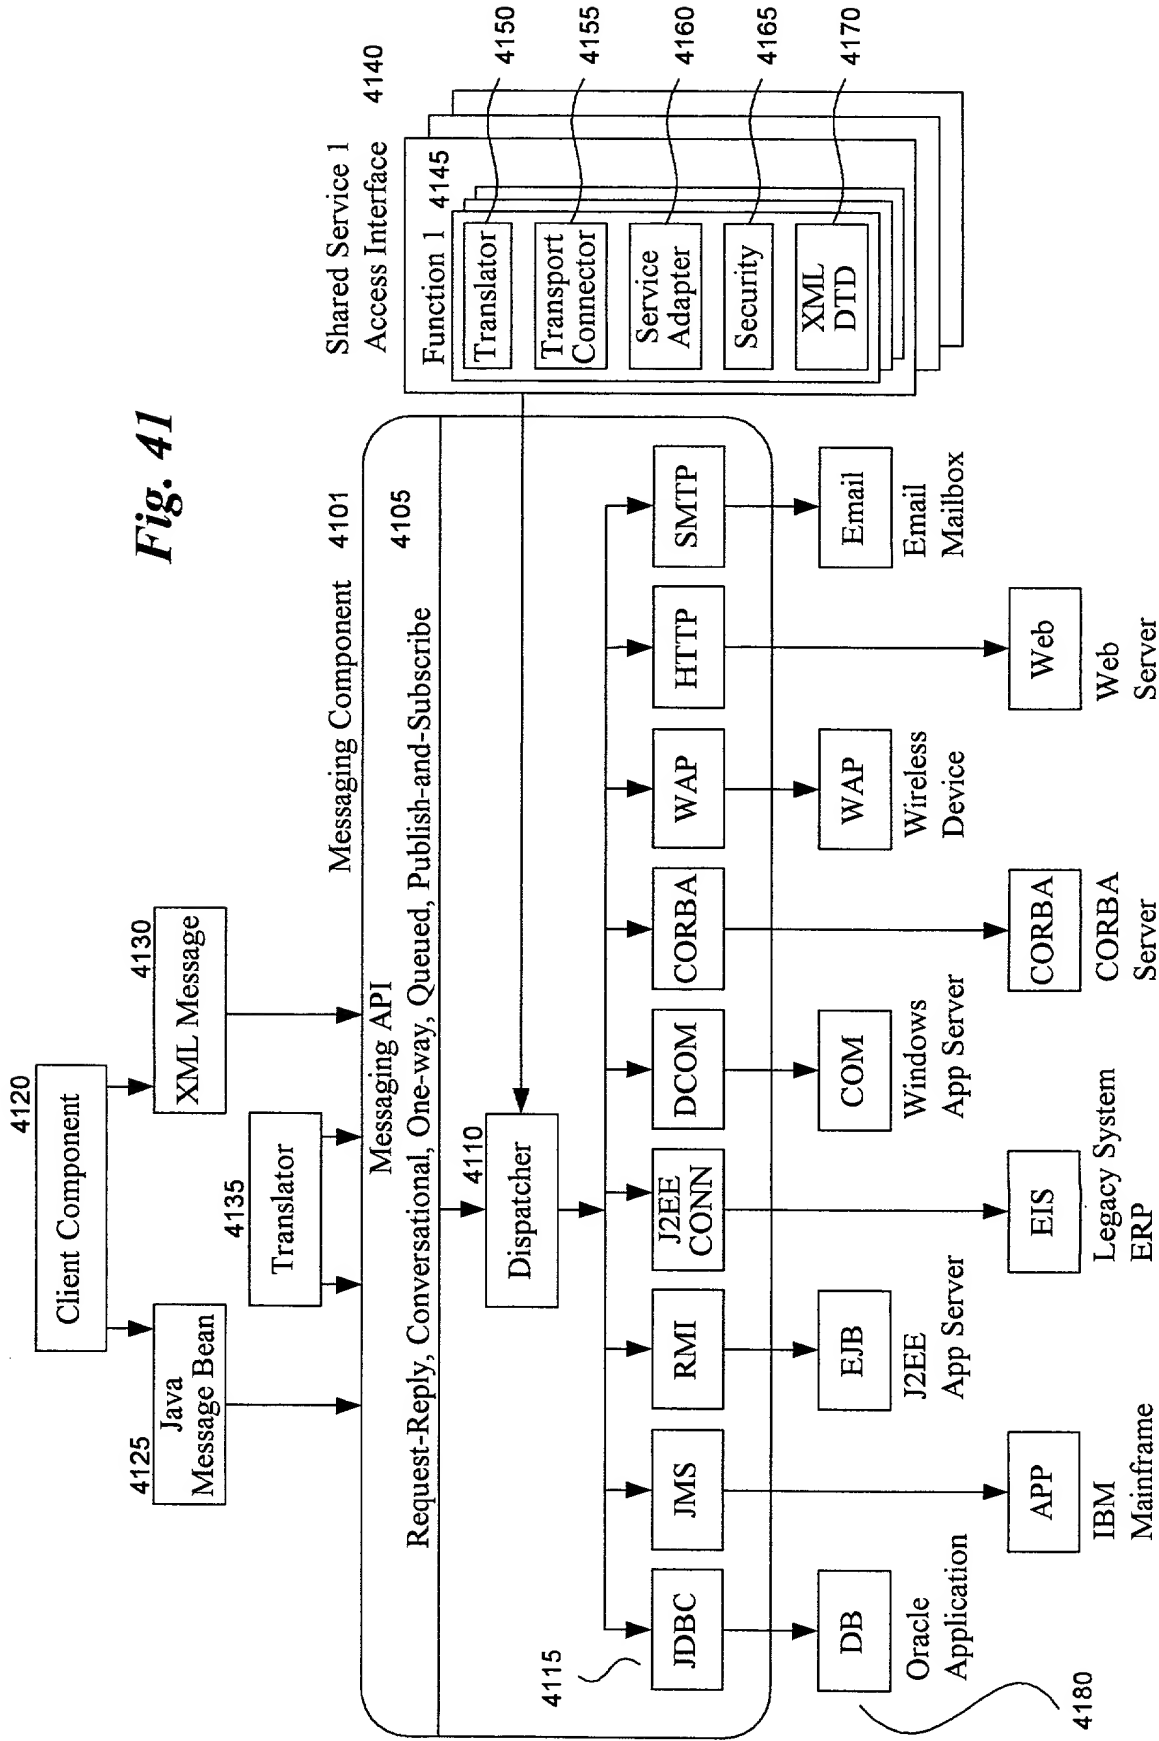 Fig. 41
4120
Client Component
4125
Java
Message Bean
4130
XML Message
4135
Translator
Messaging Component 4101
Messaging API
4105
Request-Reply, Conversational, One-way, Queued, Publish-and-Subscribe
4110
Dispatcher
4115
JDBC
JMS
RMI
J2EE
CONN
DCOM
CORBA
WAP
HTTP
SMTP
DB
Oracle
Application
APP
IBM
Mainframe
EJB
J2EE
App Server
EIS
Legacy System
ERP
COM
Windows
App Server
CORBA
CORBA
Server
WAP
Wireless
Device
Web
Web
Server
Email
Email
Mailbox
4180
Shared Service 1
Access Interface 4140
Function 1 4145
Translator
Transport
Connector
Service
Adapter
Security
XML
DTD
4150
4155
4160
4165
4170